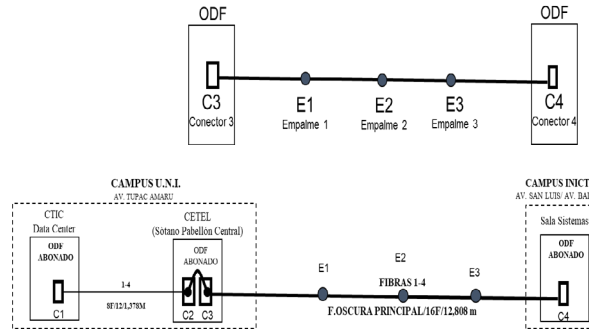 ODF
ODF
C3
Conector 3
E1
Empalme 1
E2
Empalme 2
E3
Empalme 3
C4
Conector 4
CAMPUS U.N.I.
AV. TUPAC AMARU
CTIC
Data Center
ODF
ABONADO
C1
1-4
8F/12/1,378M
CETEL
(Sótano Pabellón Central)
ODF
ABONADO
C2
C3
E1
E2
E3
FIBRAS 1-4
F.OSCURA PRINCIPAL/16F/12,808 m
CAMPUS INICT
AV. SAN LUIS/ AV. BA
Sala Sistemas
ODF
ABONADO
C4